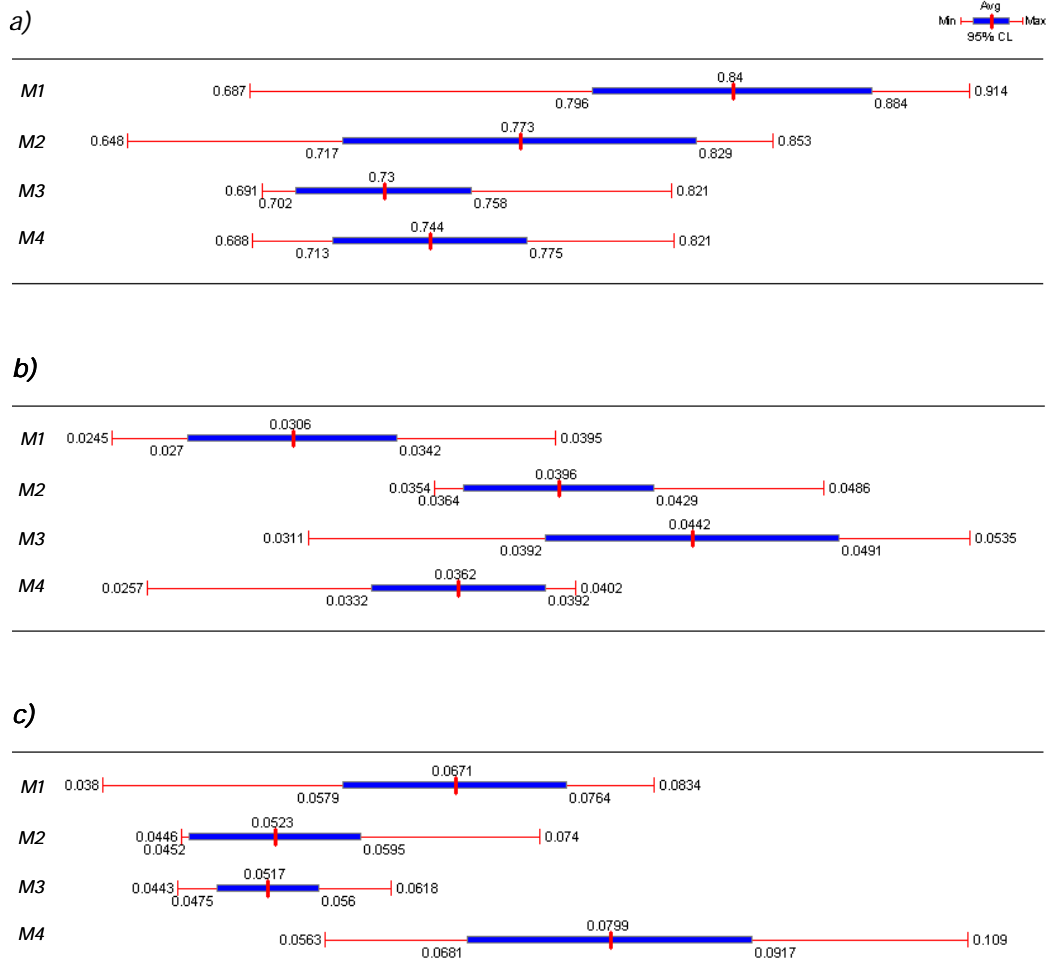 a)
Avg
Min Max
95% CL
M1 0.687 0.796 0.84 0.884 0.914
M2 0.648 0.717 0.773 0.829 0.853
M3 0.691 0.702 0.73 0.758 0.821
M4 0.688 0.713 0.744 0.775 0.821
b)
M1 0.0245 0.027 0.0306 0.0342 0.0395
M2 0.0354 0.0364 0.0396 0.0429 0.0486
M3 0.0311 0.0392 0.0442 0.0491 0.0535
M4 0.0257 0.0332 0.0362 0.0392 0.0402
c)
M1 0.038 0.0579 0.0671 0.0764 0.0834
M2 0.0446 0.0452 0.0523 0.0595 0.074
M3 0.0443 0.0475 0.0517 0.056 0.0618
M4 0.0563 0.0681 0.0799 0.0917 0.109